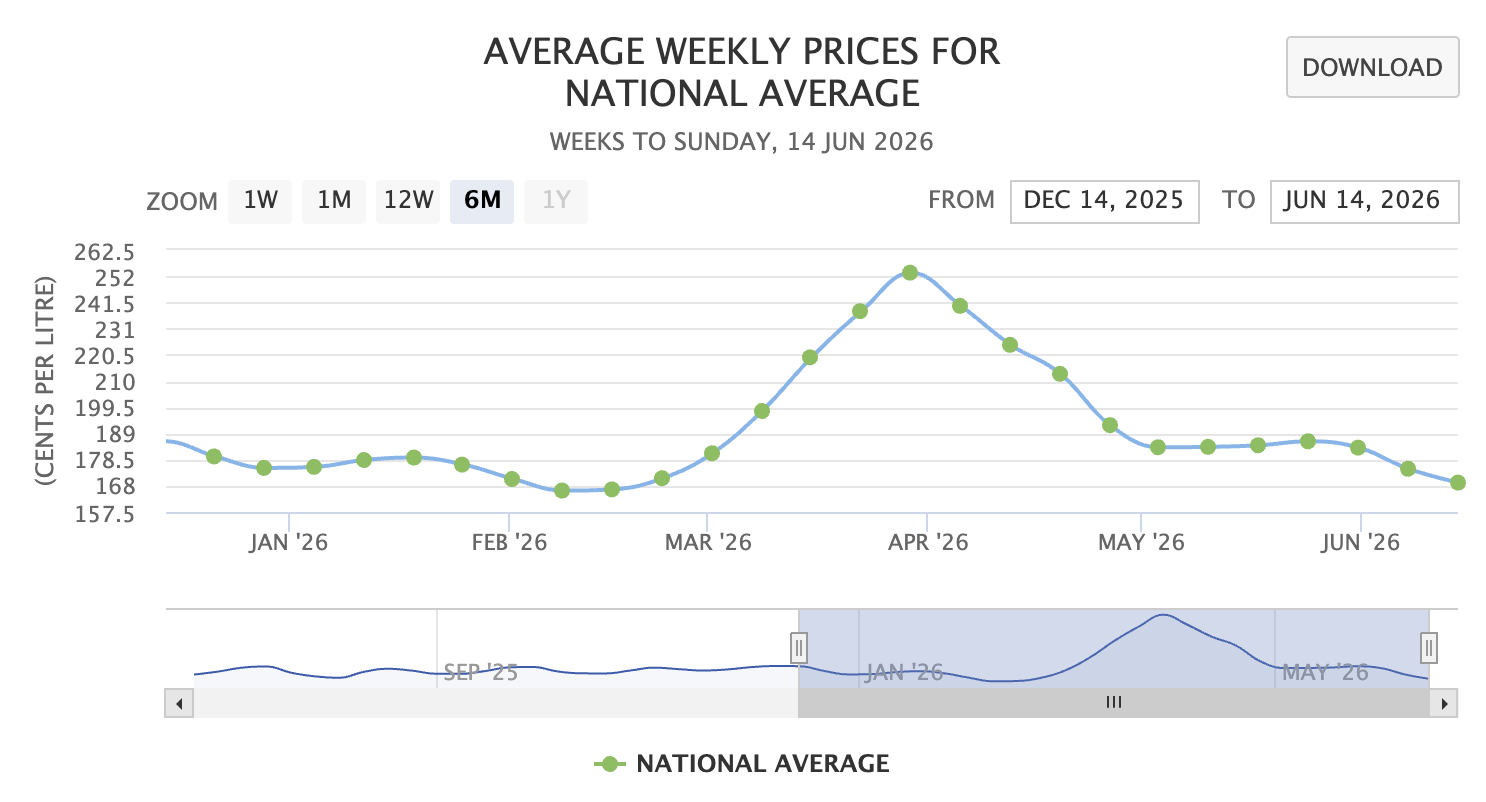 AVERAGE WEEKLY PRICES FOR
NATIONAL AVERAGE
DOWNLOAD
WEEKS TO SUNDAY, 14 JUN 2026
ZOOM 1W 1M 12W 6M 1Y FROM DEC 14, 2025 TO JUN 14, 2026
(CENTS PER LITRE)
262.5
252
241.5
231
220.5
210
199.5
189
178.5
168
157.5
JAN '26 FEB '26 MAR '26 APR '26 MAY '26 JUN '26
SEP '25 JAN '26 MAY '26
NATIONAL AVERAGE